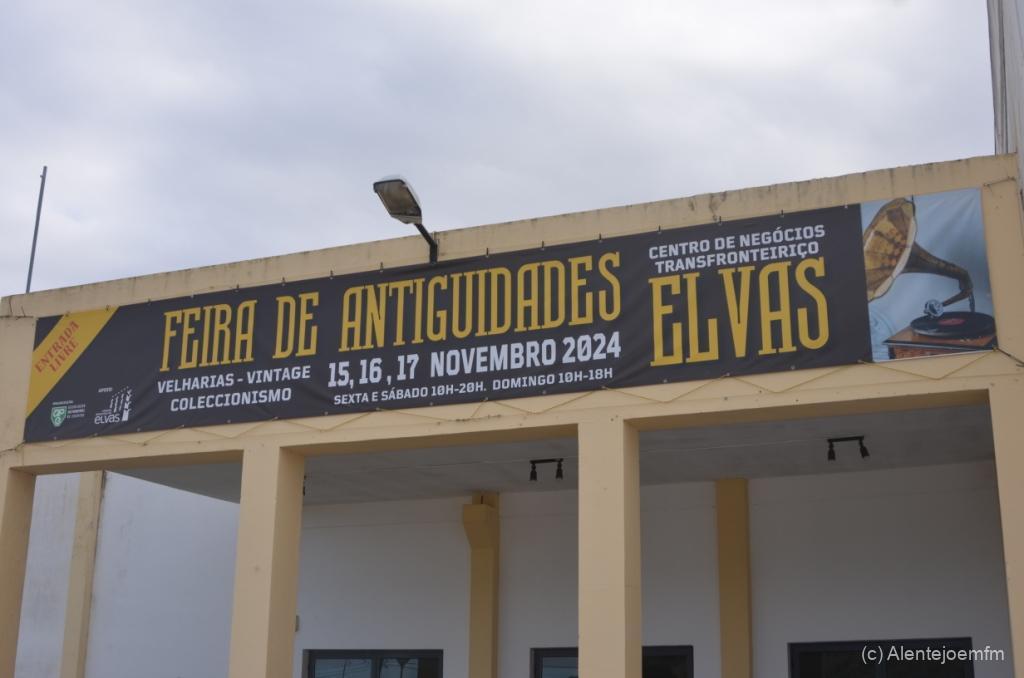 ENTRADA
LIVRE
FEIRA DE ANTIGUIDADES
VELHARIAS - VINTAGE
COLECCIONISMO
15, 16, 17 NOVEMBRO 2024
SEXTA E SÁBADO 10H-20H. DOMINGO 10H-18H
CENTRO DE NEGÓCIOS
TRANSFRONTEIRIÇO
ELVAS
APOIO
elvas
(c) Alentejoemfm